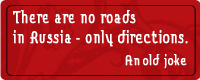 There are no roads
in Russia - only directions.
An old joke